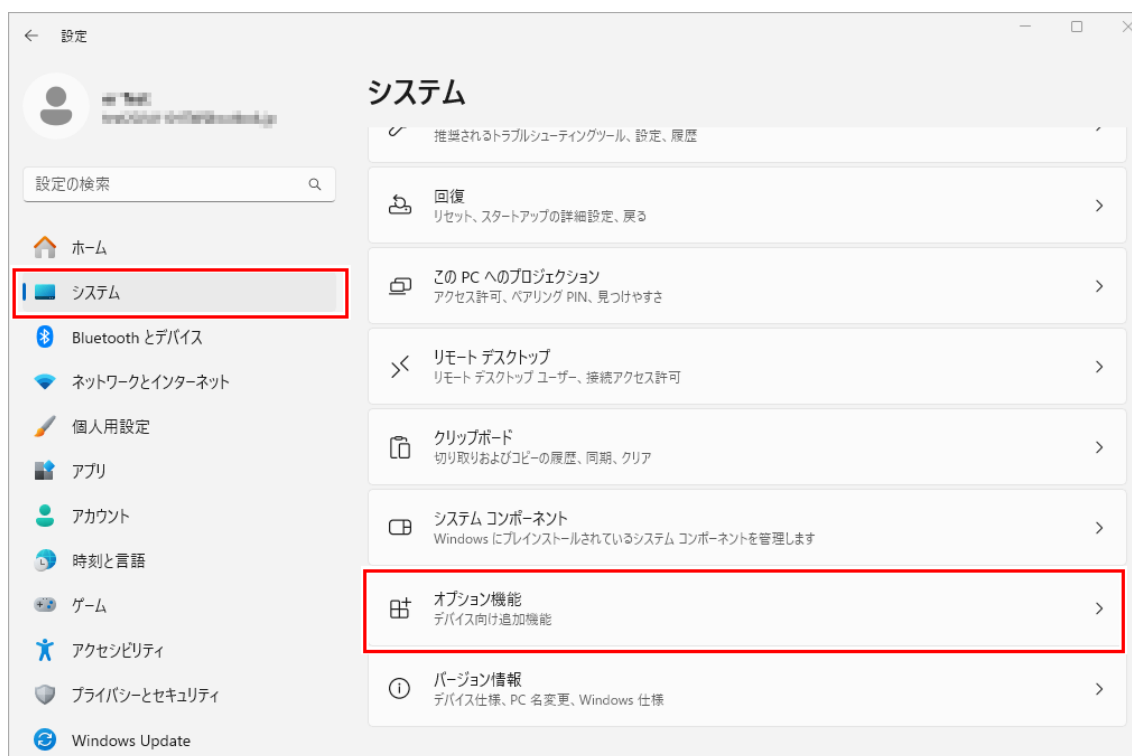 設定
システム
推奨されるトラブルシューティングツール、設定、履歴
設定の検索
回復
リセット、スタートアップの詳細設定、戻る
ホーム
システム
Bluetooth とデバイス
ネットワークとインターネット
個人用設定
アプリ
アカウント
時刻と言語
ゲーム
アクセシビリティ
プライバシーとセキュリティ
Windows Update
この PC へのプロジェクション
アクセス許可、ペアリング PIN、見つけやすさ
リモート デスクトップ
リモート デスクトップ ユーザー、接続アクセス許可
クリップボード
切り取りおよびコピーの履歴、同期、クリア
システム コンポーネント
Windows にプレインストールされているシステム コンポーネントを管理します
オプション機能
デバイス向け追加機能
バージョン情報
デバイス仕様、PC 名変更、Windows 仕様